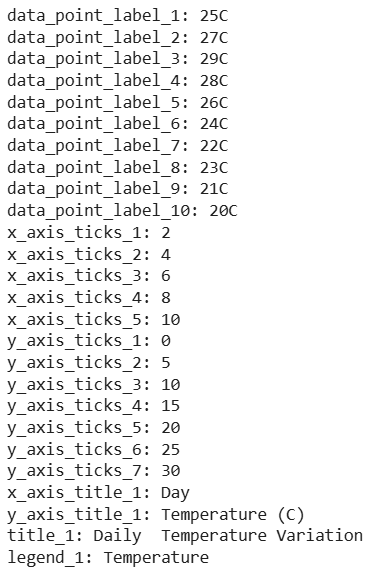 data_point_label_1: 25C
data_point_label_2: 27C
data_point_label_3: 29C
data_point_label_4: 28C
data_point_label_5: 26C
data_point_label_6: 24C
data_point_label_7: 22C
data_point_label_8: 23C
data_point_label_9: 21C
data_point_label_10: 20C
x_axis_ticks_1: 2
x_axis_ticks_2: 4
x_axis_ticks_3: 6
x_axis_ticks_4: 8
x_axis_ticks_5: 10
y_axis_ticks_1: 0
y_axis_ticks_2: 5
y_axis_ticks_3: 10
y_axis_ticks_4: 15
y_axis_ticks_5: 20
y_axis_ticks_6: 25
y_axis_ticks_7: 30
x_axis_title_1: Day
y_axis_title_1: Temperature (C)
title_1: Daily  Temperature Variation
legend_1: Temperature